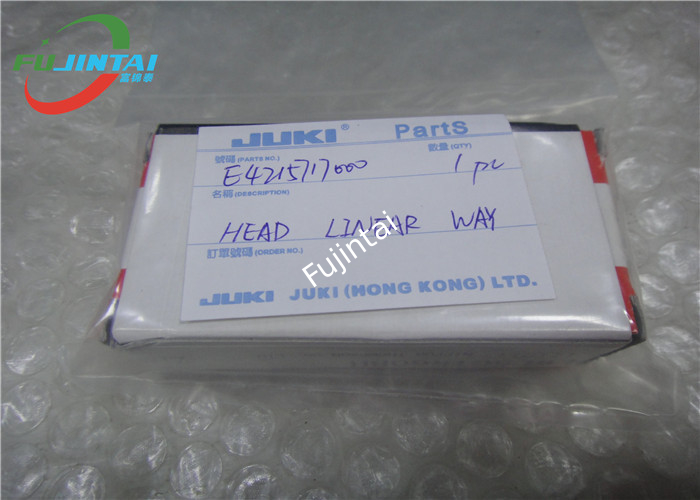 FUJINTAI
富锦泰
JUKI® PartS
號碼 (PARTS NO.) 數量 (QTY)
E4215717000 1 pc
名稱 (DESCRIPTION)
HEAD LINEAR WAY
訂單號碼 (ORDER NO.)
Fujintai
JUKI JUKI (HONG KONG) LTD.